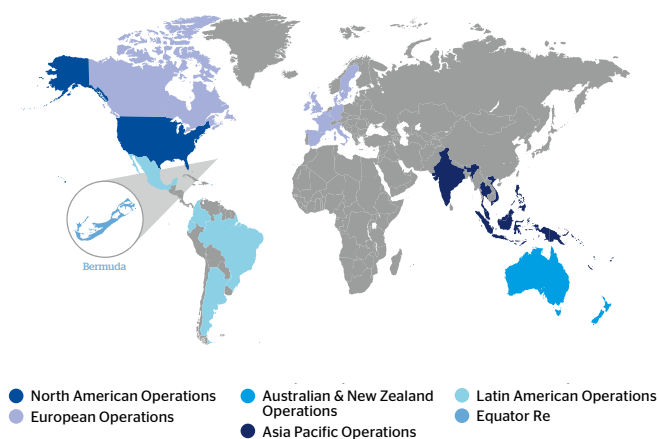 Bermuda
North American Operations
European Operations
Australian & New Zealand
Operations
Asia Pacific Operations
Latin American Operations
Equator Re